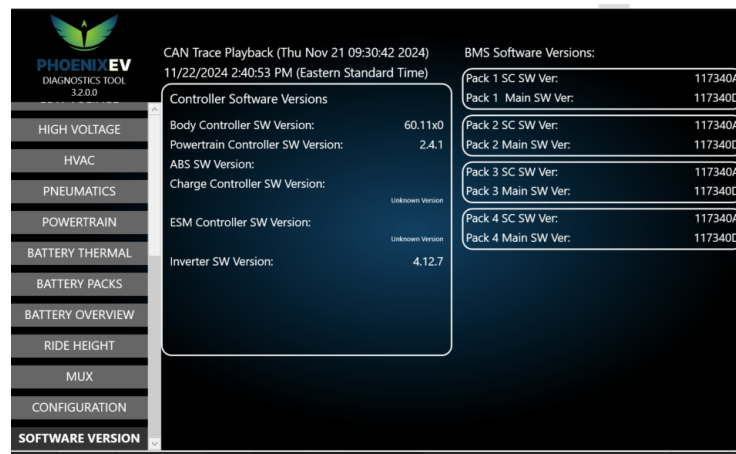 PHOENIXEV
DIAGNOSTICS TOOL
3.2.0.0
HIGH VOLTAGE
HVAC
PNEUMATICS
POWERTRAIN
BATTERY THERMAL
BATTERY PACKS
BATTERY OVERVIEW
RIDE HEIGHT
MUX
CONFIGURATION
SOFTWARE VERSION
CAN Trace Playback (Thu Nov 21 09:30:42 2024)
11/22/2024 2:40:53 PM (Eastern Standard Time)
Controller Software Versions
Body Controller SW Version: 60.11x0
Powertrain Controller SW Version: 2.4.1
ABS SW Version:
Charge Controller SW Version:
Unknown Version
ESM Controller SW Version:
Unknown Version
Inverter SW Version: 4.12.7
BMS Software Versions:
Pack 1 SC SW Ver: 117340A
Pack 1 Main SW Ver: 117340D
Pack 2 SC SW Ver: 117340A
Pack 2 Main SW Ver: 117340D
Pack 3 SC SW Ver: 117340A
Pack 3 Main SW Ver: 117340D
Pack 4 SC SW Ver: 117340A
Pack 4 Main SW Ver: 117340D